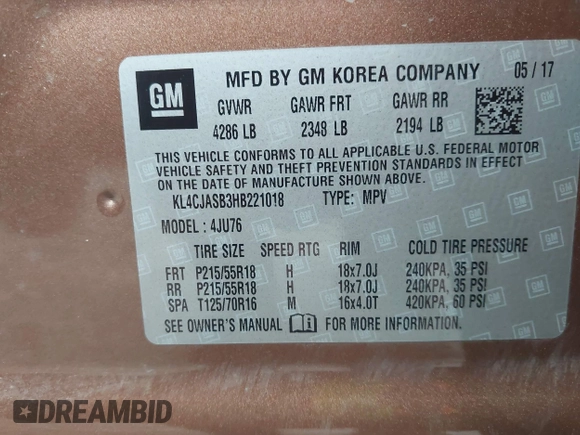 GM
MFD BY GM KOREA COMPANY 05 / 17
GVWR GAWR FRT GAWR RR
4286 LB 2348 LB 2194 LB
THIS VEHICLE CONFORMS TO ALL APPLICABLE U.S. FEDERAL MOTOR
VEHICLE SAFETY AND THEFT PREVENTION STANDARDS IN EFFECT
ON THE DATE OF MANUFACTURE SHOWN ABOVE.
KL4CJASB3HB221018 TYPE: MPV
MODEL : 4JU76
TIRE SIZE SPEED RTG RIM COLD TIRE PRESSURE
FRT P215/55R18 H 18x7.0J 240KPA, 35 PSI
RR P215/55R18 H 18x7.0J 240KPA, 35 PSI
SPA T125/70R16 M 16x4.0T 420KPA, 60 PSI
SEE OWNER'S MANUAL FOR MORE INFORMATION.
DREAMBID